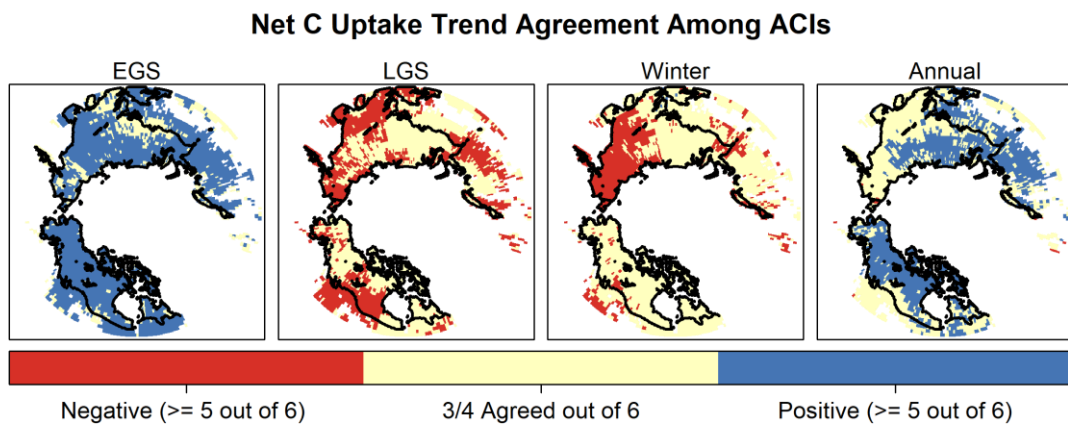 Net C Uptake Trend Agreement Among ACIs
EGS
LGS
Winter
Annual
Negative (>= 5 out of 6)
3/4 Agreed out of 6
Positive (>= 5 out of 6)